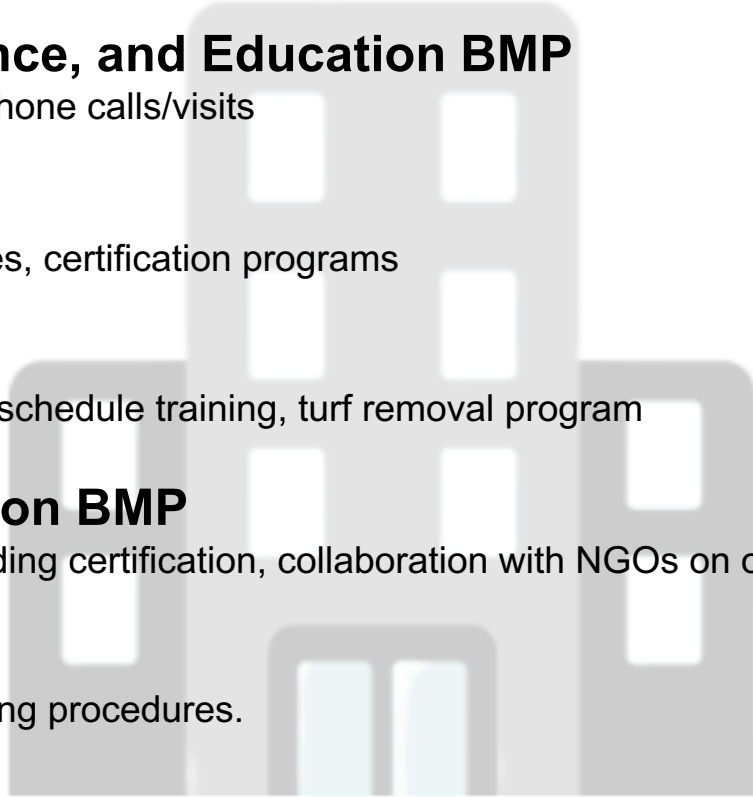 nce, and Education BMP
hone calls/visits
es, certification programs
schedule training, turf removal program
on BMP
ding certification, collaboration with NGOs on
ng procedures.